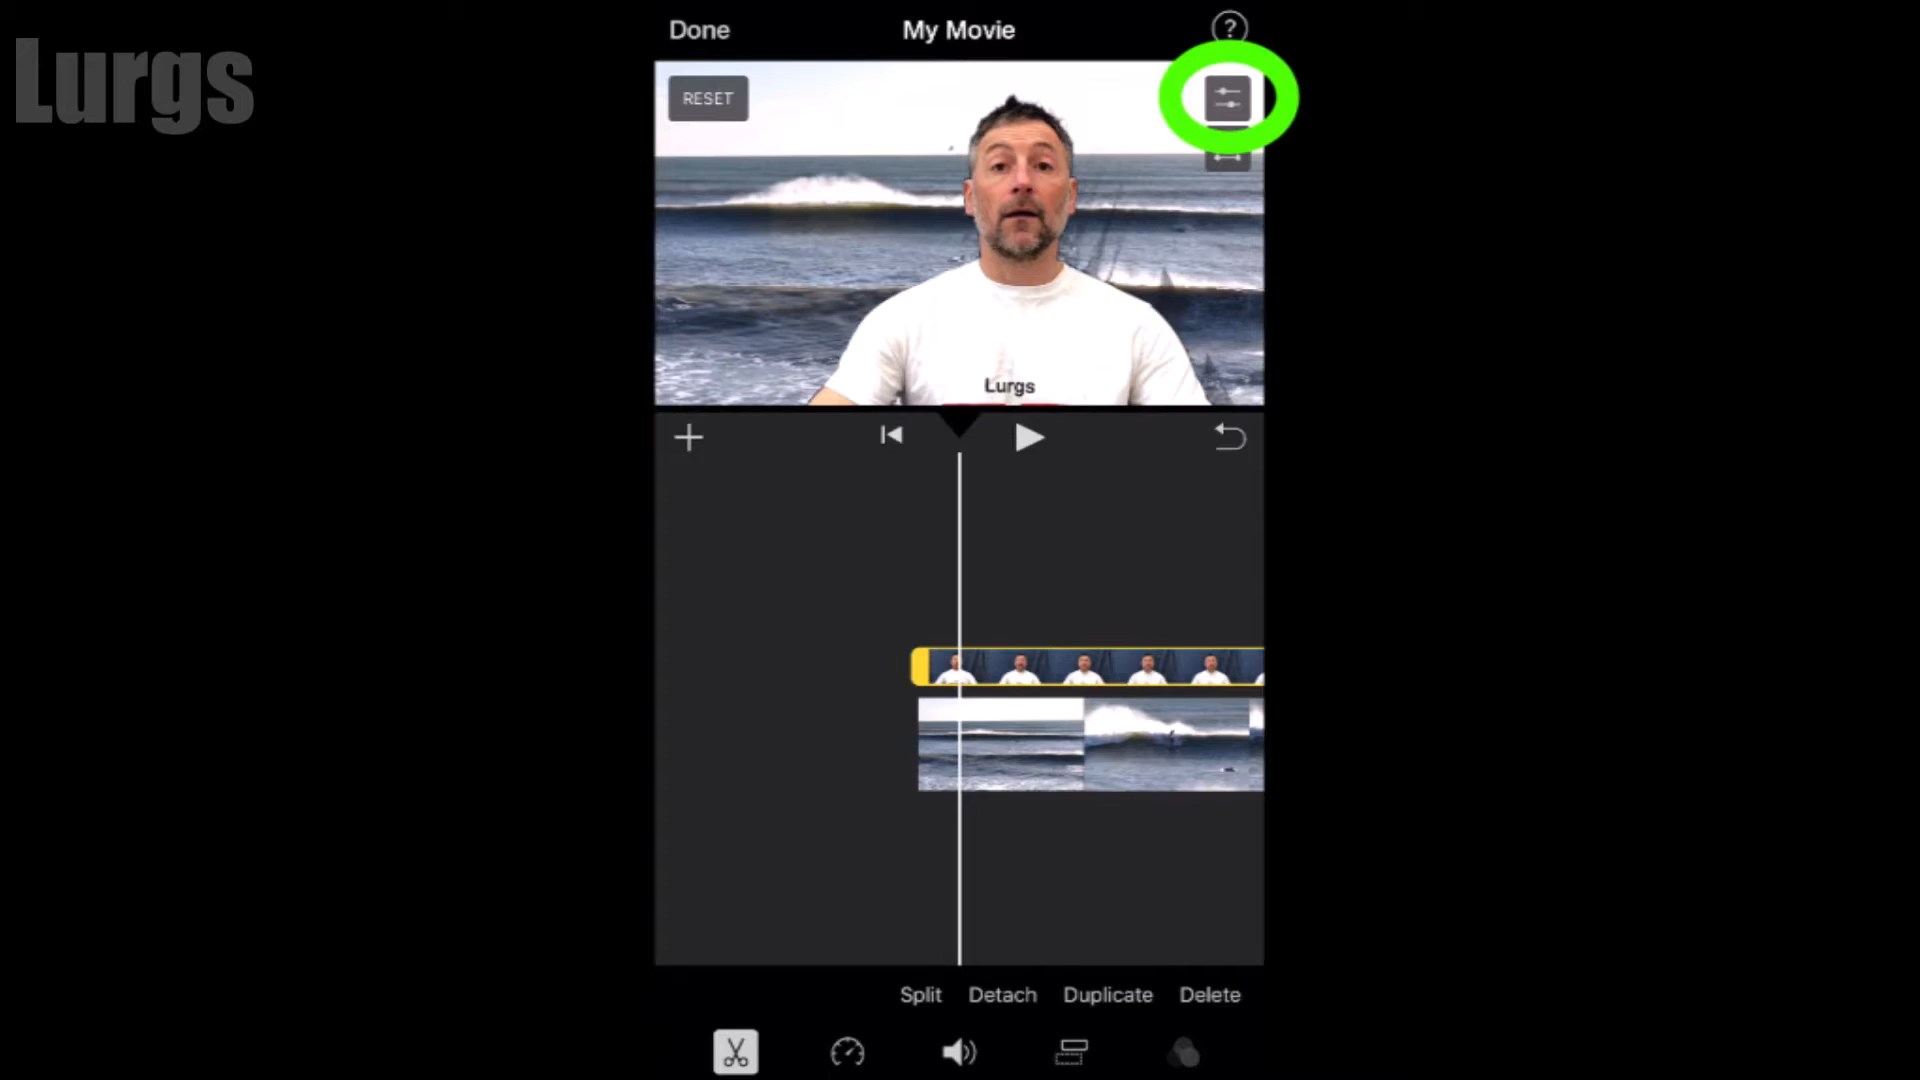 Lurgs
Done
My Movie
?
RESET
Lurgs
Split
Detach
Duplicate
Delete